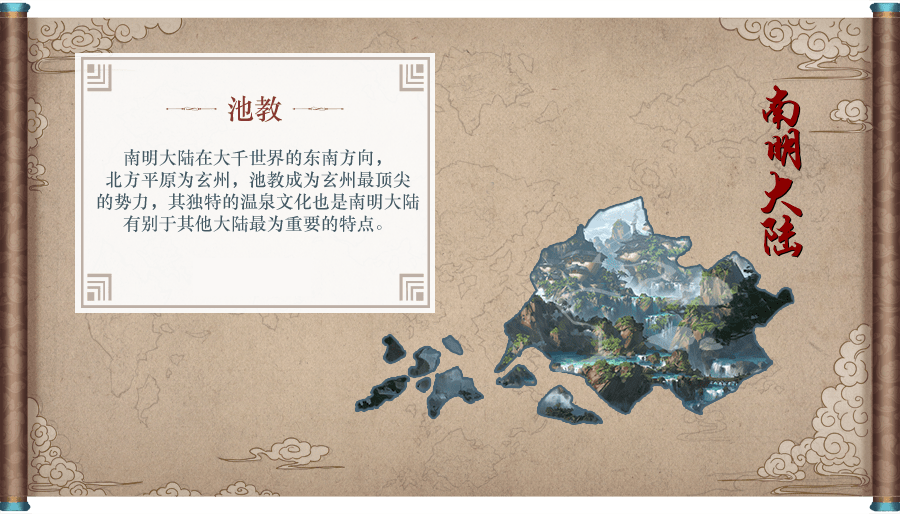 池教
南明大陆在大千世界的东南方向，
北方平原为玄州，池教成为玄州最顶尖
的势力，其独特的温泉文化也是南明大陆
有别于其他大陆最为重要的特点。
南明大陆